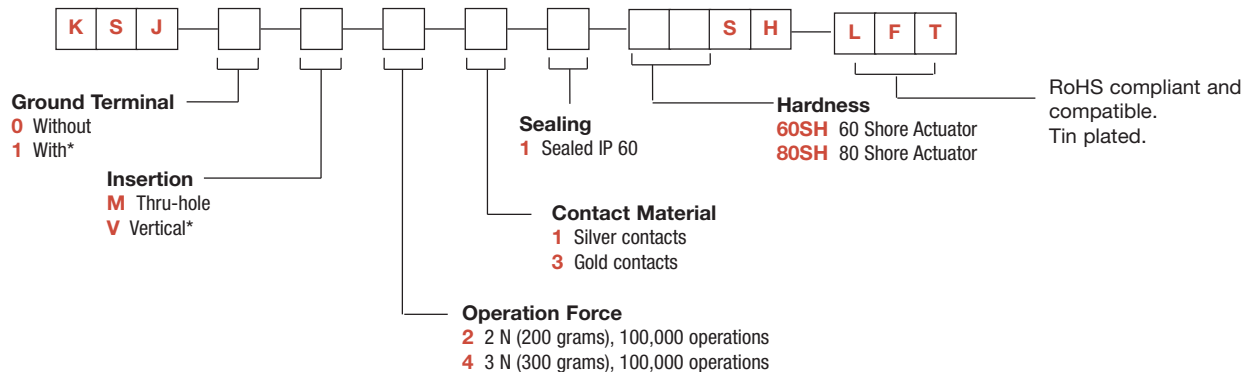 K S J S H L F T
Ground Terminal
0 Without
1 With*
Insertion
M Thru-hole
V Vertical*
Operation Force
2 2 N (200 grams), 100,000 operations
4 3 N (300 grams), 100,000 operations
Contact Material
1 Silver contacts
3 Gold contacts
Sealing
1 Sealed IP 60
Hardness
60SH 60 Shore Actuator
80SH 80 Shore Actuator
RoHS compliant and
compatible.
Tin plated.